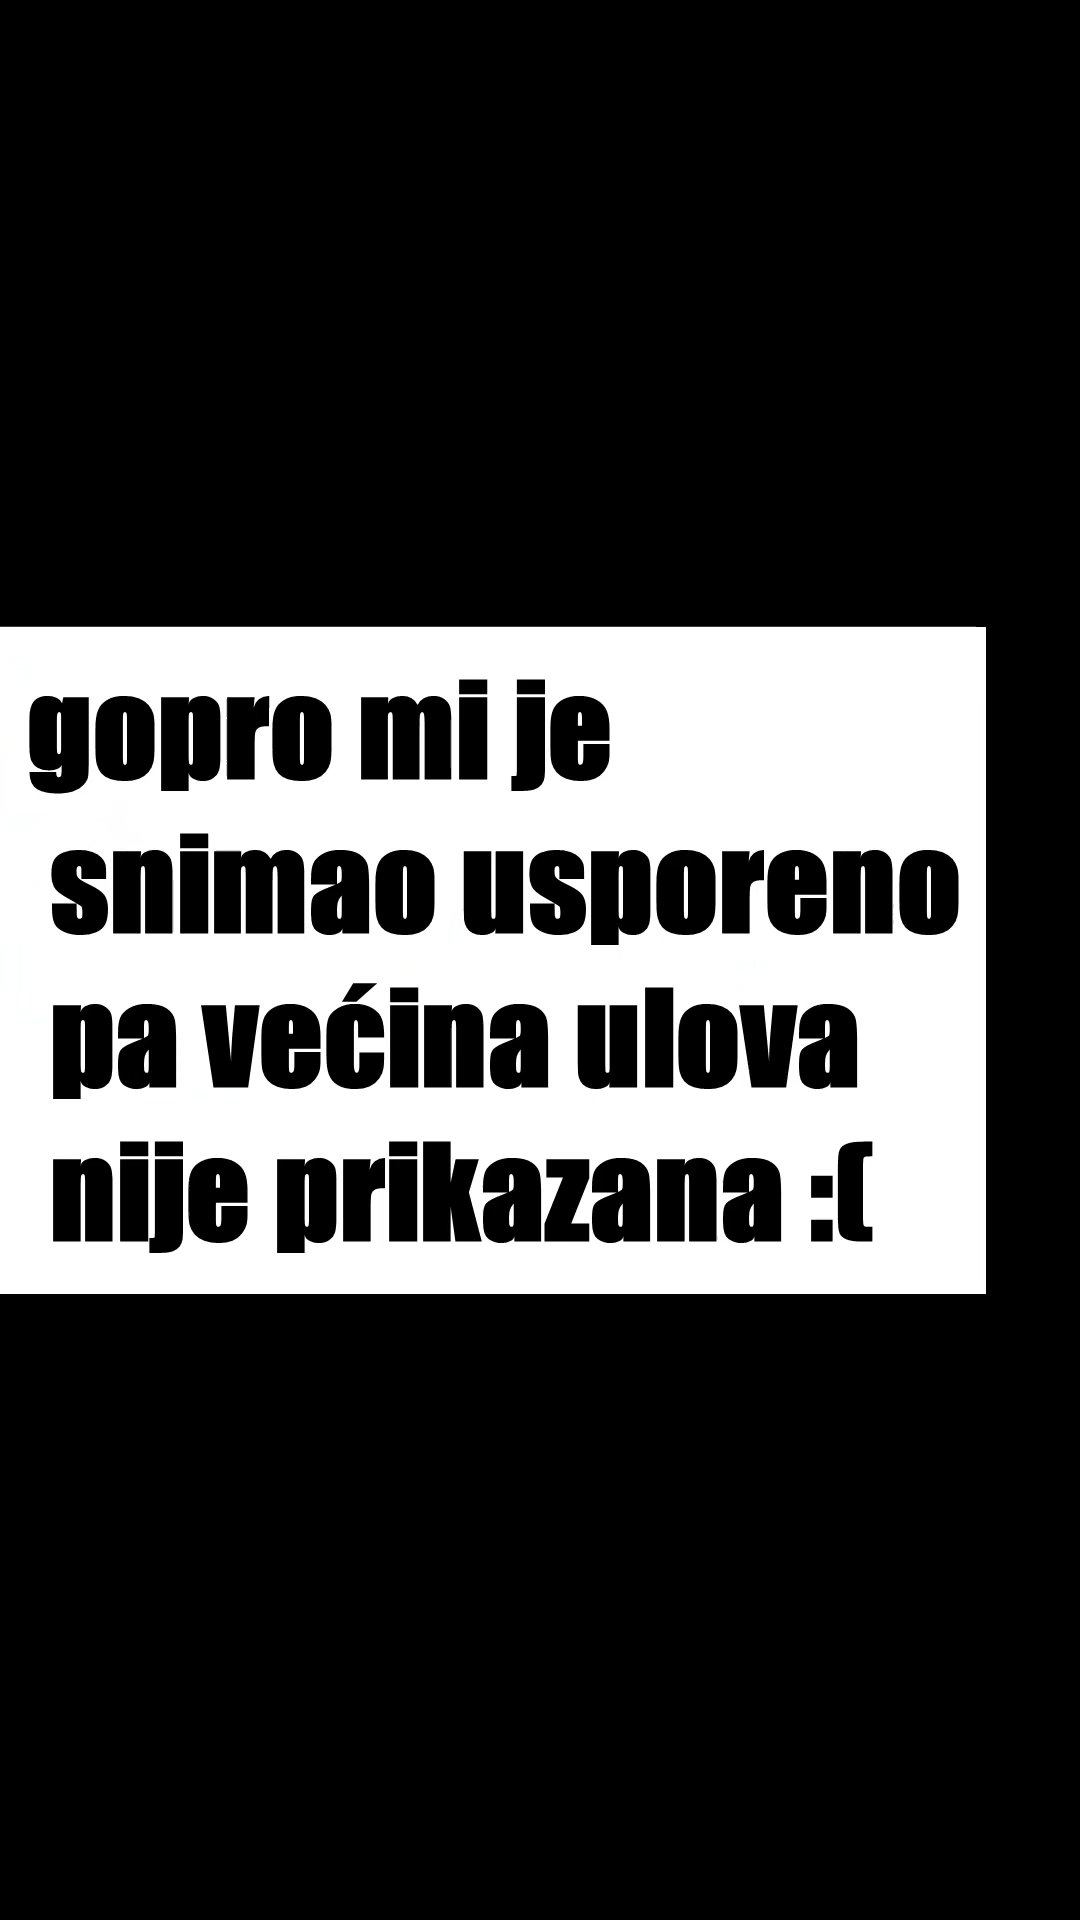 gopro mi je
snimao usporeno
pa većina ulova
nije prikazana :(